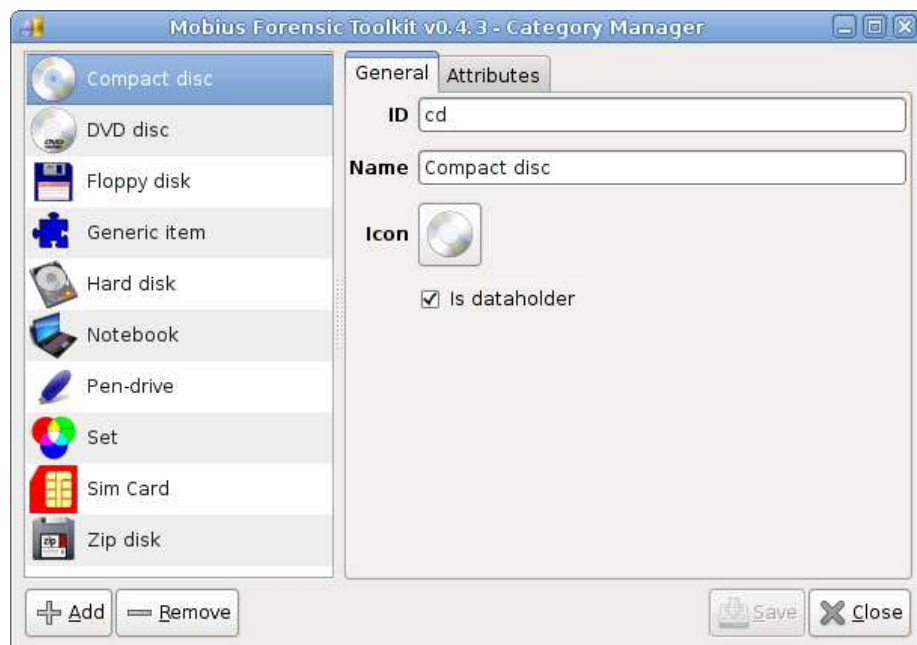 Mobius Forensic Toolkit v0.4.3 - Category Manager
Compact disc
DVD disc
Floppy disk
Generic item
Hard disk
Notebook
Pen-drive
Set
Sim Card
Zip disk
General
Attributes
ID
cd
Name
Compact disc
Icon
Is dataholder
Add
Remove
Save
Close
DVD
zip